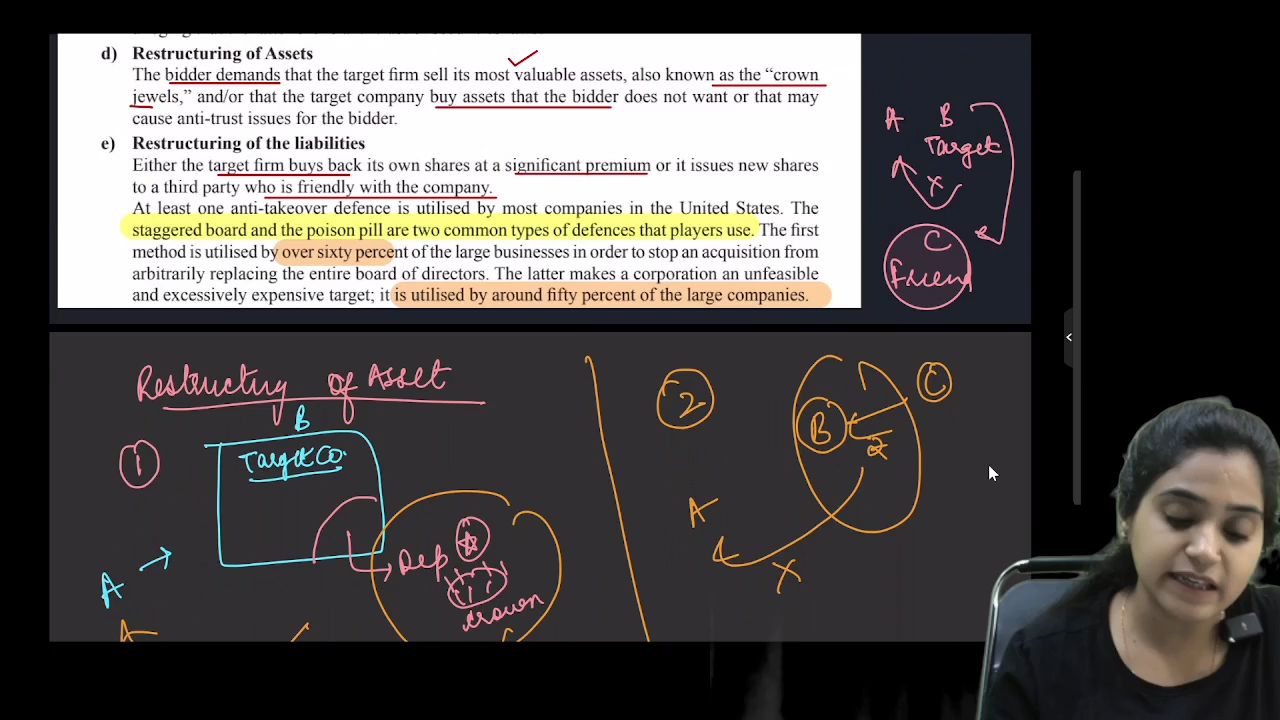 d) Restructuring of Assets
The bidder demands that the target firm sell its most valuable assets, also known as the “crown
jewels,” and/or that the target company buy assets that the bidder does not want or that may
cause anti-trust issues for the bidder.
e) Restructuring of the liabilities
Either the target firm buys back its own shares at a significant premium or it issues new shares
to a third party who is friendly with the company.
At least one anti-takeover defence is utilised by most companies in the United States. The
staggered board and the poison pill are two common types of defences that players use. The first
method is utilised by over sixty percent of the large businesses in order to stop an acquisition from
arbitrarily replacing the entire board of directors. The latter makes a corporation an unfeasible
and excessively expensive target; it is utilised by around fifty percent of the large companies.
A B
Target
X
C
Friend
Restructing of Asset
B
1
Target Co.
A
Dep
crown
A
2
B
C
A
X